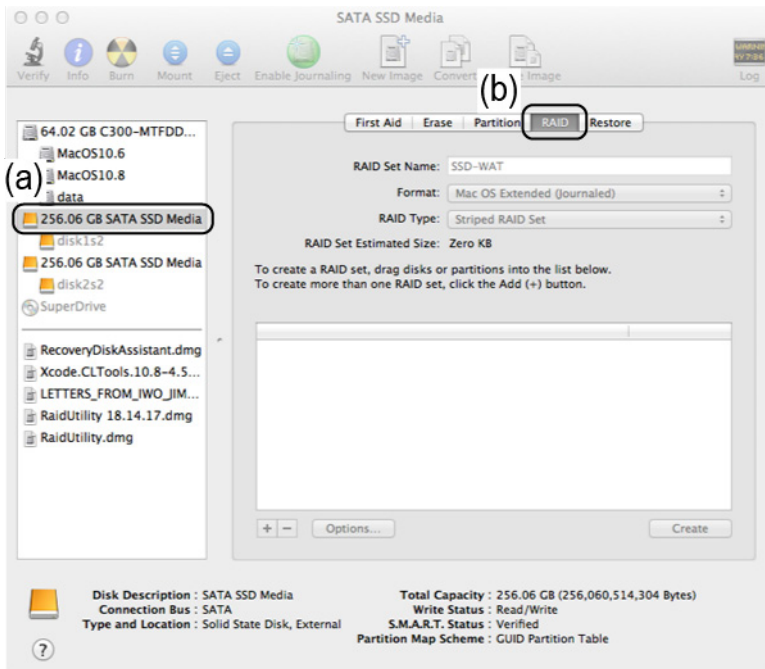 SATA SSD Media
Verify Info Burn Mount Eject Enable Journaling New Image Convert Image Log
(b)
First Aid Erase Partition RAID Restore
64.02 GB C300-MTFDD...
MacOS10.6
(a)
MacOS10.8
data
256.06 GB SATA SSD Media
disk1s2
256.06 GB SATA SSD Media
disk2s2
SuperDrive
RecoveryDiskAssistant.dmg
Xcode.CLTools.10.8-4.5...
LETTERS_FROM_IWO_JIM...
RaidUtility 18.14.17.dmg
RaidUtility.dmg
RAID Set Name: SSD-WAT
Format: Mac OS Extended (Journaled)
RAID Type: Striped RAID Set
RAID Set Estimated Size: Zero KB
To create a RAID set, drag disks or partitions into the list below.
To create more than one RAID set, click the Add (+) button.
+ − Options... Create
Disk Description : SATA SSD Media
Connection Bus : SATA
Type and Location : Solid State Disk, External
Total Capacity : 256.06 GB (256,060,514,304 Bytes)
Write Status : Read/Write
S.M.A.R.T. Status : Verified
Partition Map Scheme : GUID Partition Table
?